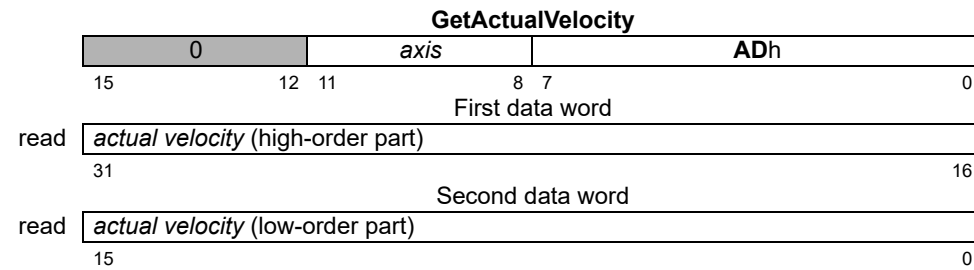 GetActualVelocity
0 axis ADh
15 12 11 8 7 0
First data word
read actual velocity (high-order part)
31 16
Second data word
read actual velocity (low-order part)
15 0